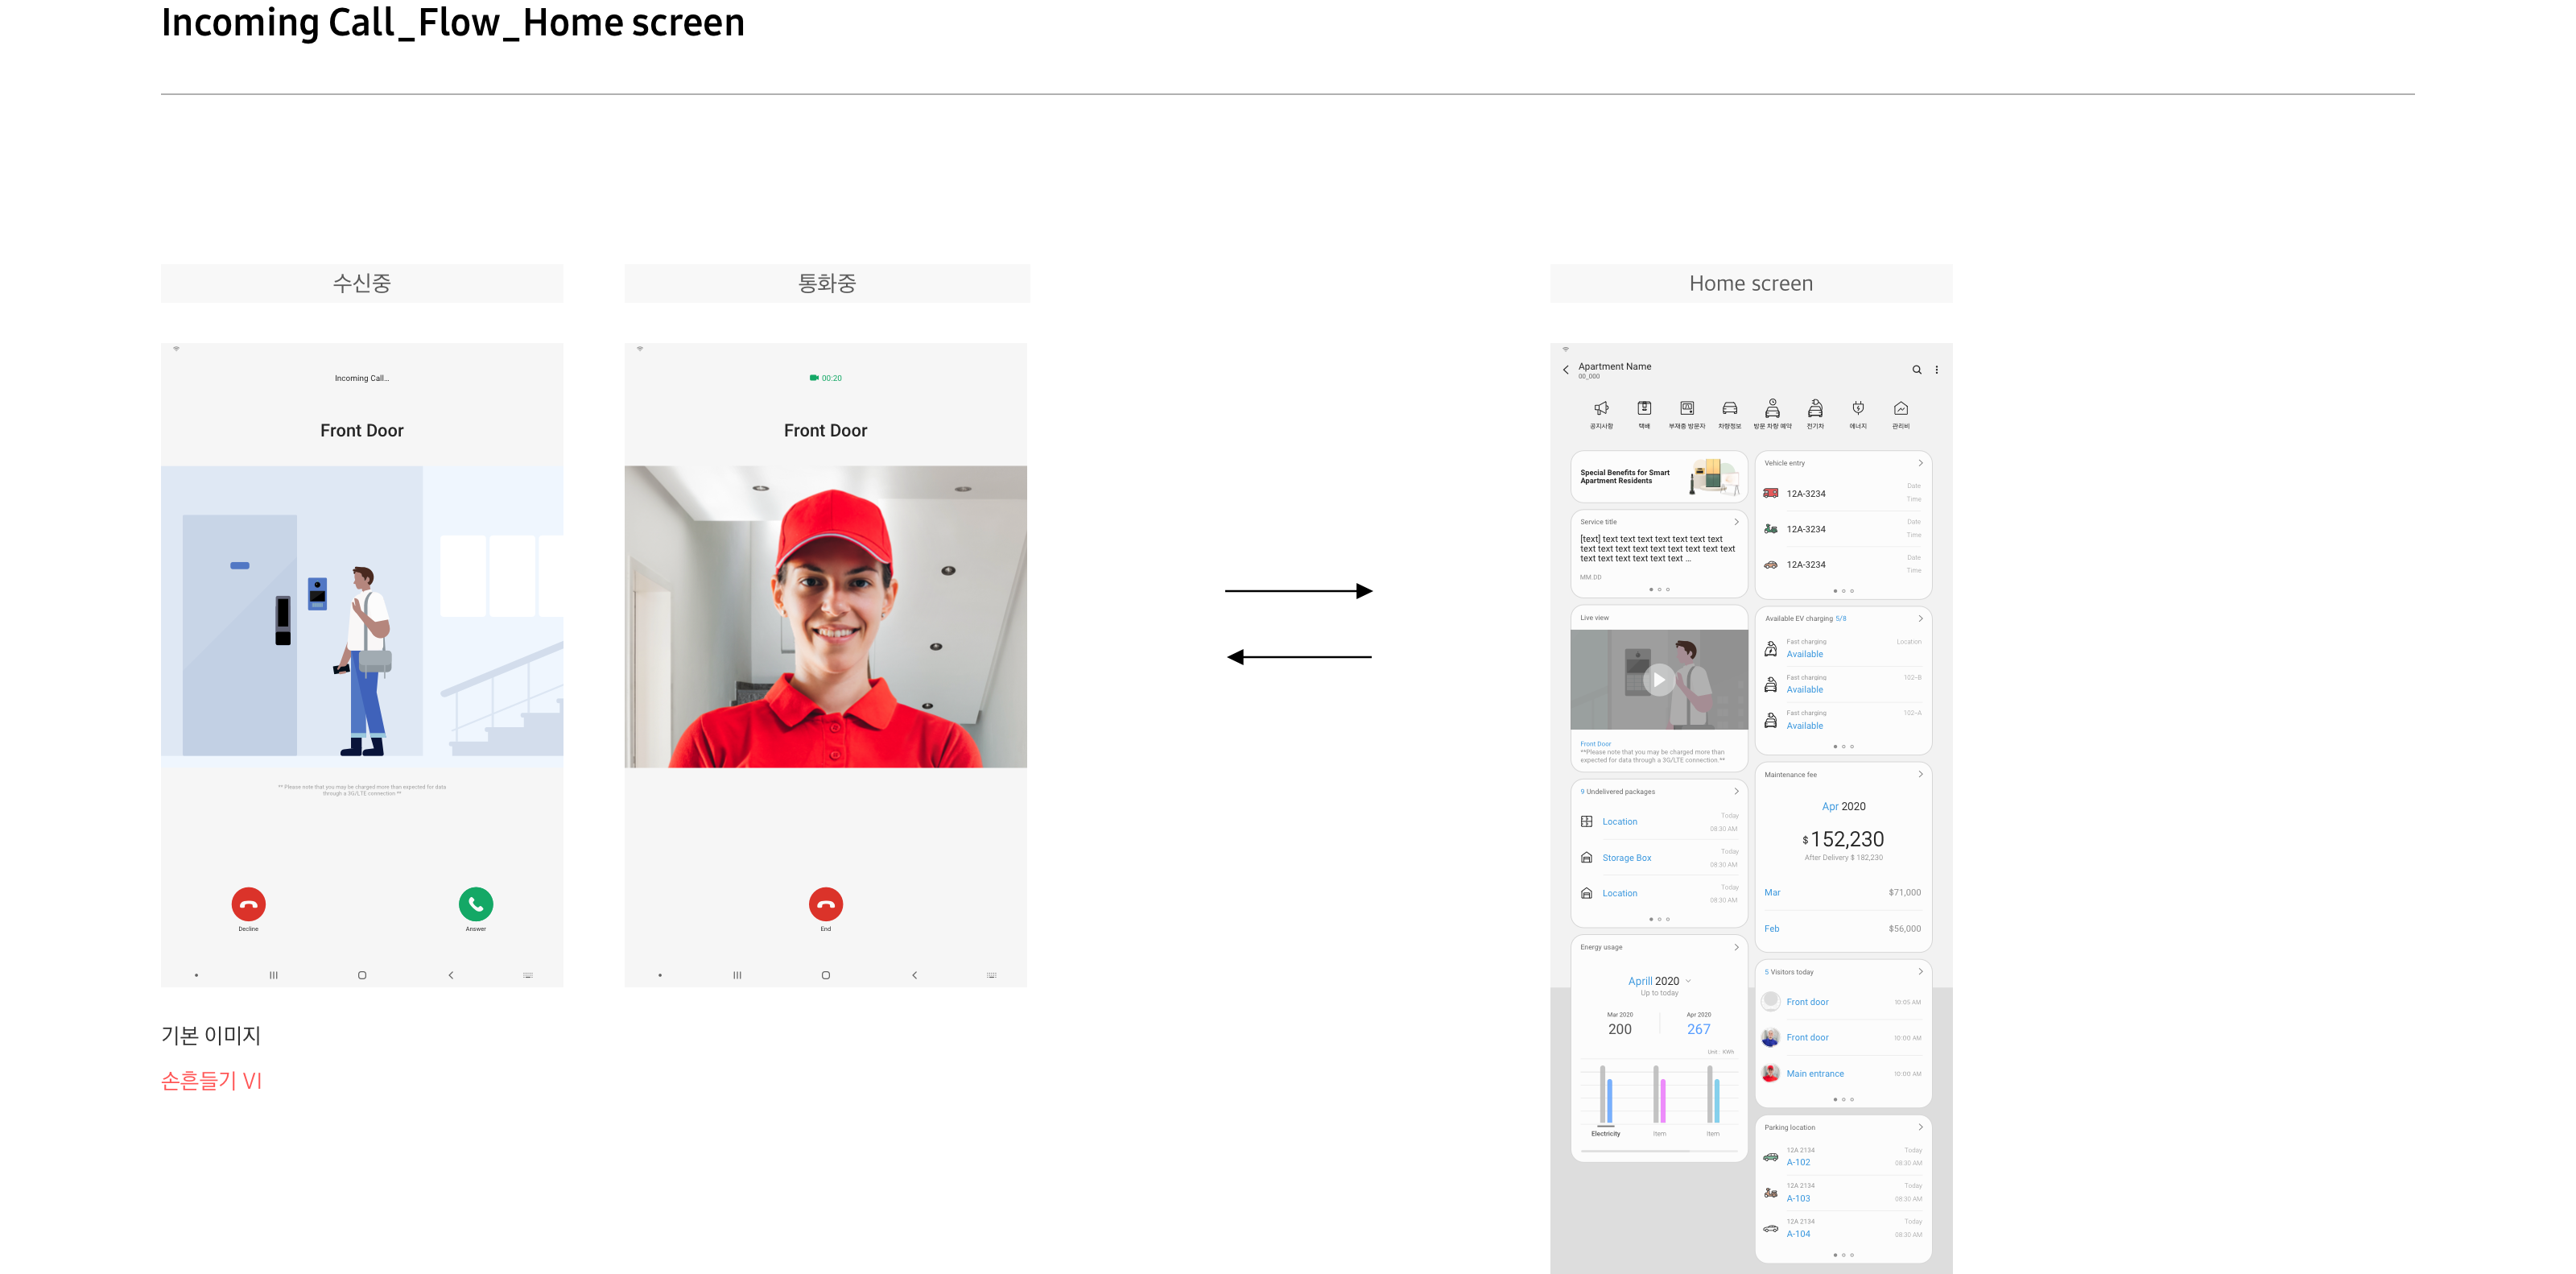 Incoming Call_Flow_Home screen
수신중
통화중
Home screen
Incoming Call...
Front Door
** Please note that you may be charged more than expected for data
through a 3G/LTE connection.**
Decline
Answer
기본 이미지
손흔들기 VI
00:20
Front Door
End
Apartment Name
00_000
공지사항
택배
부재중 방문자
차량정보
방문 차량 예약
전기차
에너지
관리비
Special Benefits for Smart
Apartment Residents
Service title
[text] text text text text text text text
text text text text text text text text text
text text text text text text ...
MM.DD
Live view
Front Door
**Please note that you may be charged more than
expected for data through a 3G/LTE connection.**
9 Undelivered packages
Location
Today
08:30 AM
Storage Box
Today
08:30 AM
Location
Today
08:30 AM
Energy usage
Aprill 2020
Up to today
Mar 2020
200
Apr 2020
267
Unit : KWh
Electricity
Item
Item
Vehicle entry
12A-3234
Date
Time
12A-3234
Date
Time
12A-3234
Date
Time
Available EV charging 5/8
Fast charging
Available
Location
Fast charging
Available
102-B
Fast charging
Available
102-A
Maintenance fee
Apr 2020
$ 152,230
After Delivery $ 182,230
Mar
$71,000
Feb
$56,000
5 Visitors today
Front door
10:05 AM
Front door
10:00 AM
Main entrance
10:00 AM
Parking location
12A 2134
A-102
Today
08:30 AM
12A 2134
A-103
Today
08:30 AM
12A 2134
A-104
Today
08:30 AM